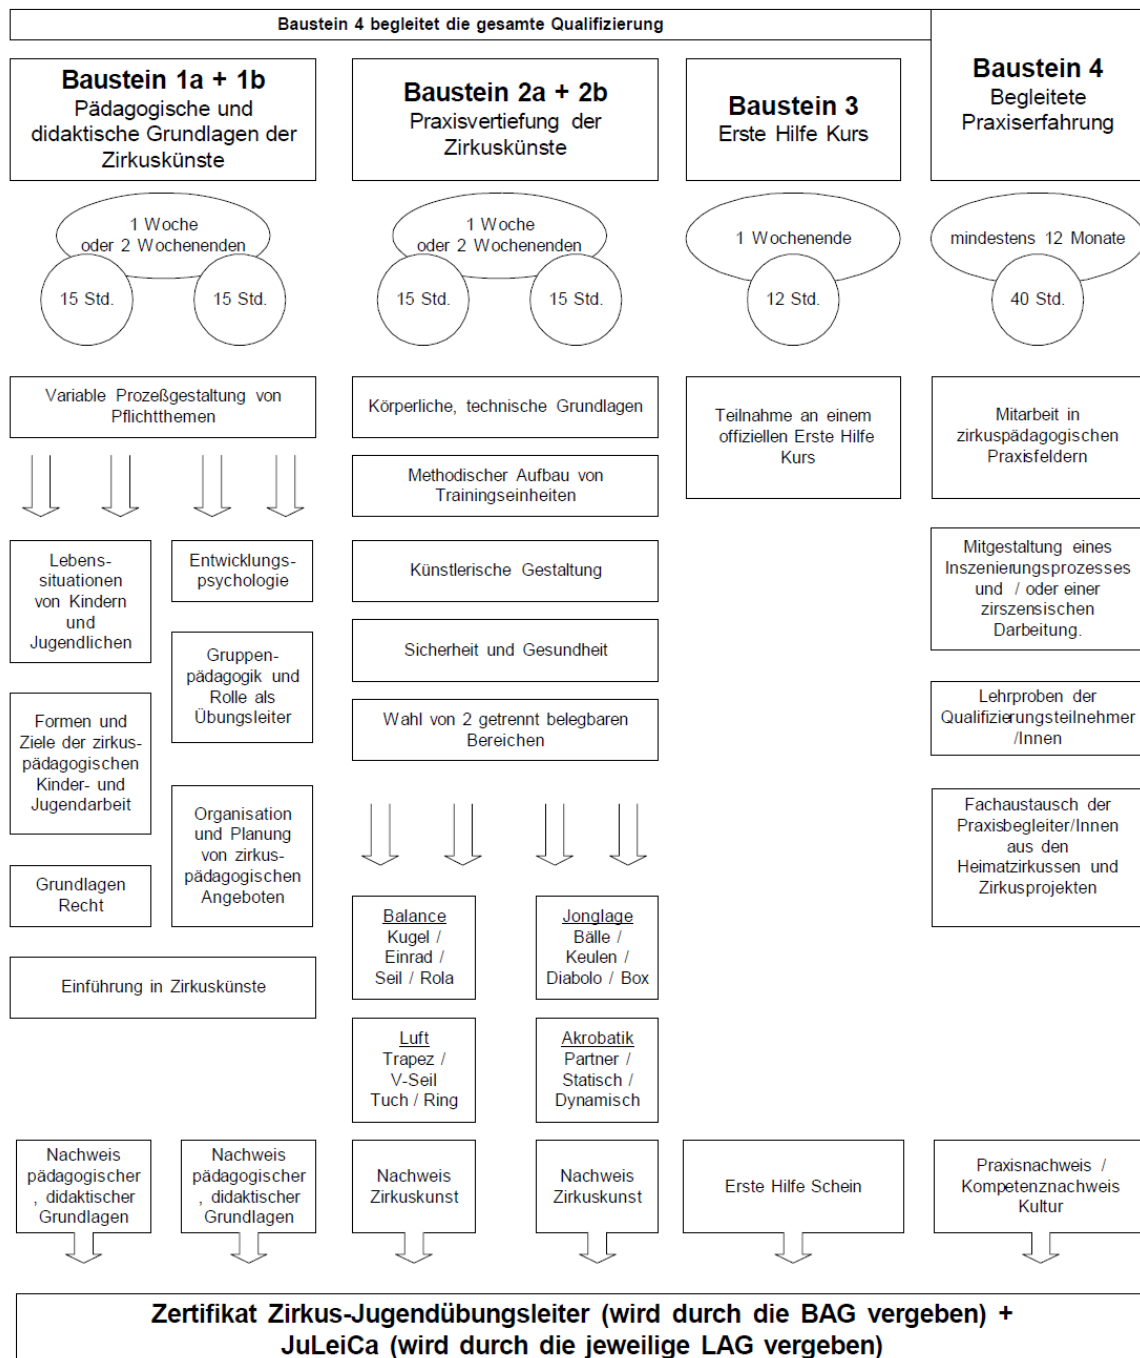 Baustein 4 begleitet die gesamte Qualifizierung
Baustein 1a + 1b
Pädagogische und
didaktische Grundlagen der
Zirkuskünste
Baustein 2a + 2b
Praxisvertiefung der
Zirkuskünste
Baustein 3
Erste Hilfe Kurs
Baustein 4
Begleitete
Praxiserfahrung
1 Woche
oder 2 Wochenenden
15 Std.
15 Std.
1 Woche
oder 2 Wochenenden
15 Std.
15 Std.
1 Wochenende
12 Std.
mindestens 12 Monate
40 Std.
Variable Prozeßgestaltung von
Pflichtthemen
Lebens-
situationen
von Kindern
und
Jugendlichen
Formen und
Ziele der zirkus-
pädagogischen
Kinder- und
Jugendarbeit
Grundlagen
Recht
Entwicklungs-
psychologie
Gruppen-
pädagogik und
Rolle als
Übungsleiter
Organisation
und Planung
von zirkus-
pädagogischen
Angeboten
Einführung in Zirkuskünste
Körperliche, technische Grundlagen
Methodischer Aufbau von
Trainingseinheiten
Künstlerische Gestaltung
Sicherheit und Gesundheit
Wahl von 2 getrennt belegbaren
Bereichen
Balance
Kugel /
Einrad /
Seil / Rola
Jonglage
Bälle /
Keulen /
Diabolo / Box
Luft
Trapez /
V-Seil
Tuch / Ring
Akrobatik
Partner /
Statisch /
Dynamisch
Teilnahme an einem
offiziellen Erste Hilfe
Kurs
Mitarbeit in
zirkuspädagogischen
Praxisfeldern
Mitgestaltung eines
Inszenierungsprozesses
und / oder einer
zirszensischen
Darbeitung.
Lehrproben der
Qualifizierungsteilnehmer
/Innen
Fachaustausch der
Praxisbegleiter/Innen
aus den
Heimatzirkussen und
Zirkusprojekten
Nachweis
pädagogischer
, didaktischer
Grundlagen
Nachweis
pädagogischer
, didaktischer
Grundlagen
Nachweis
Zirkuskunst
Nachweis
Zirkuskunst
Erste Hilfe Schein
Praxisnachweis /
Kompetenznachweis
Kultur
Zertifikat Zirkus-Jugendübungsleiter (wird durch die BAG vergeben) +
JuLeiCa (wird durch die jeweilige LAG vergeben)